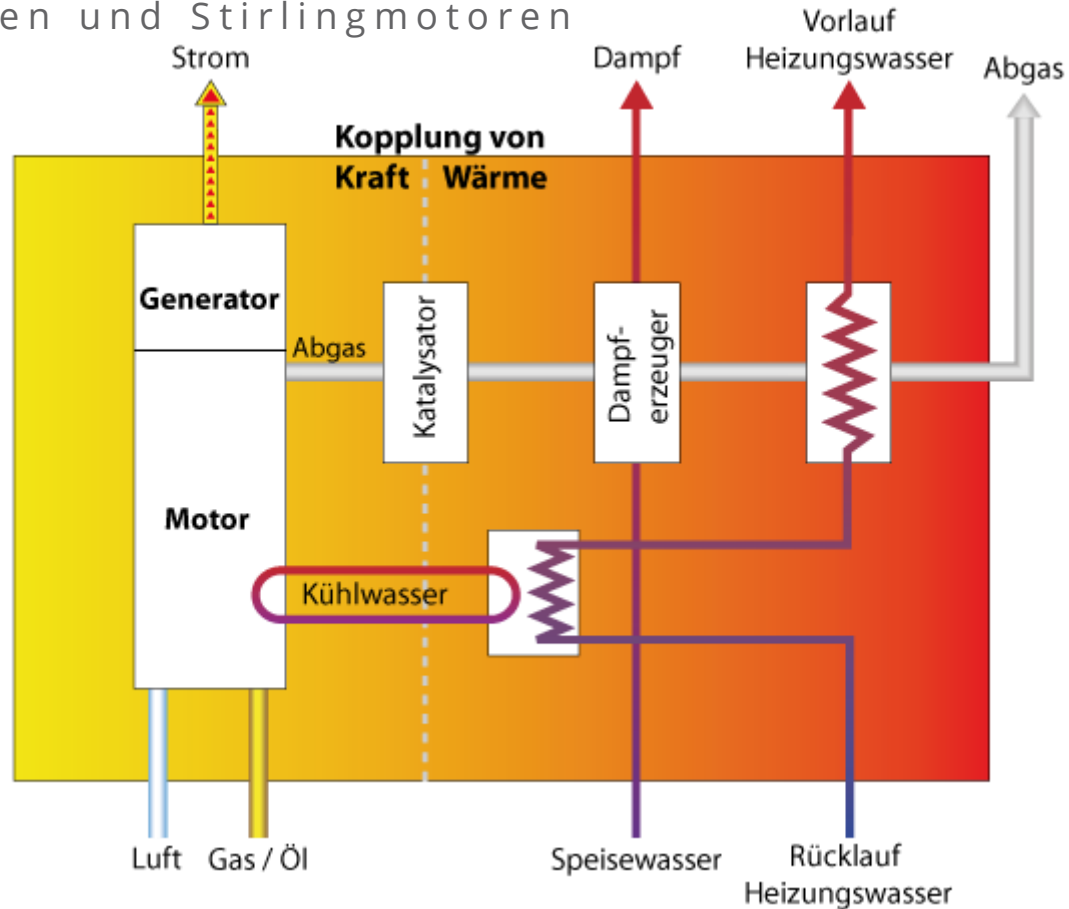 en und Stirlingmotoren
Strom
Dampf
Vorlauf
Heizungswasser
Abgas
Kopplung von
Kraft Wärme
Generator
Abgas
Katalysator
Dampf-
erzeuger
Motor
Kühlwasser
Luft
Gas / Öl
Speisewasser
Rücklauf
Heizungswasser